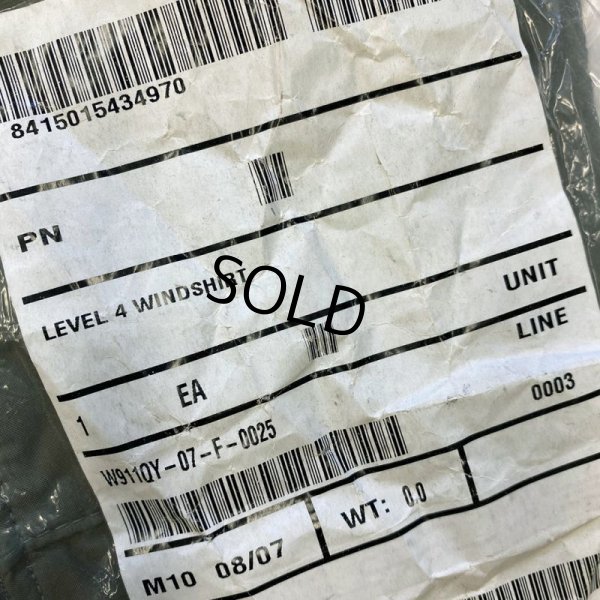 8415015434970
PN
LEVEL 4 WINDSHIRT
SOLD
UNIT
1 EA
LINE
W911QY-07-F-0025
0003
M10 08/07
WT: 0.0